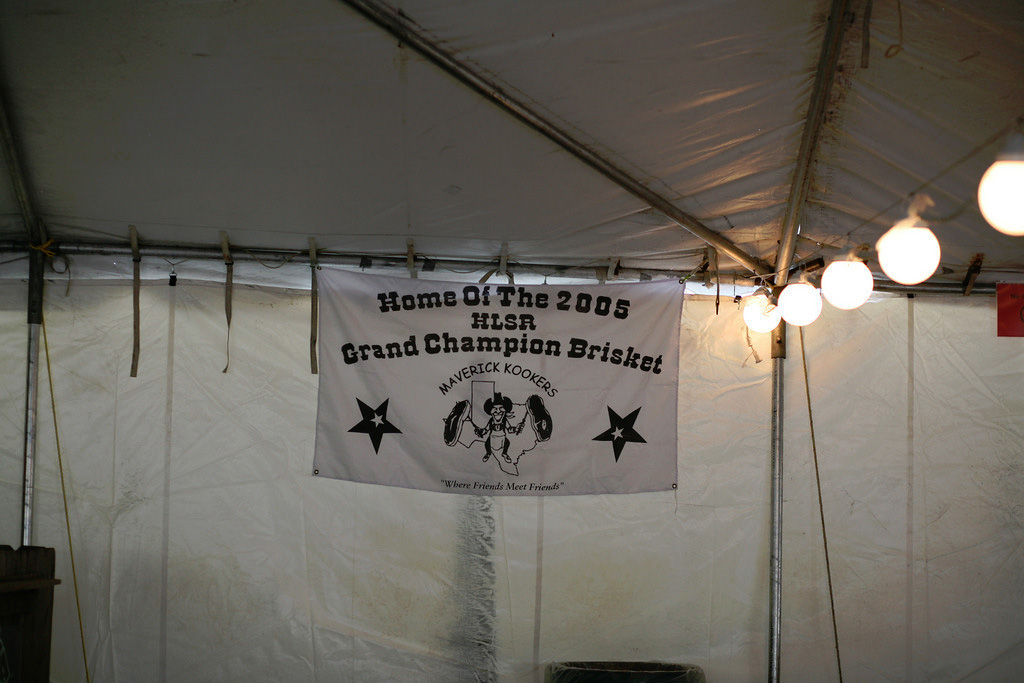 Home Of The 2005
HLSR
Grand Champion Brisket
MAVERICK KOOKERS
"Where Friends Meet Friends"